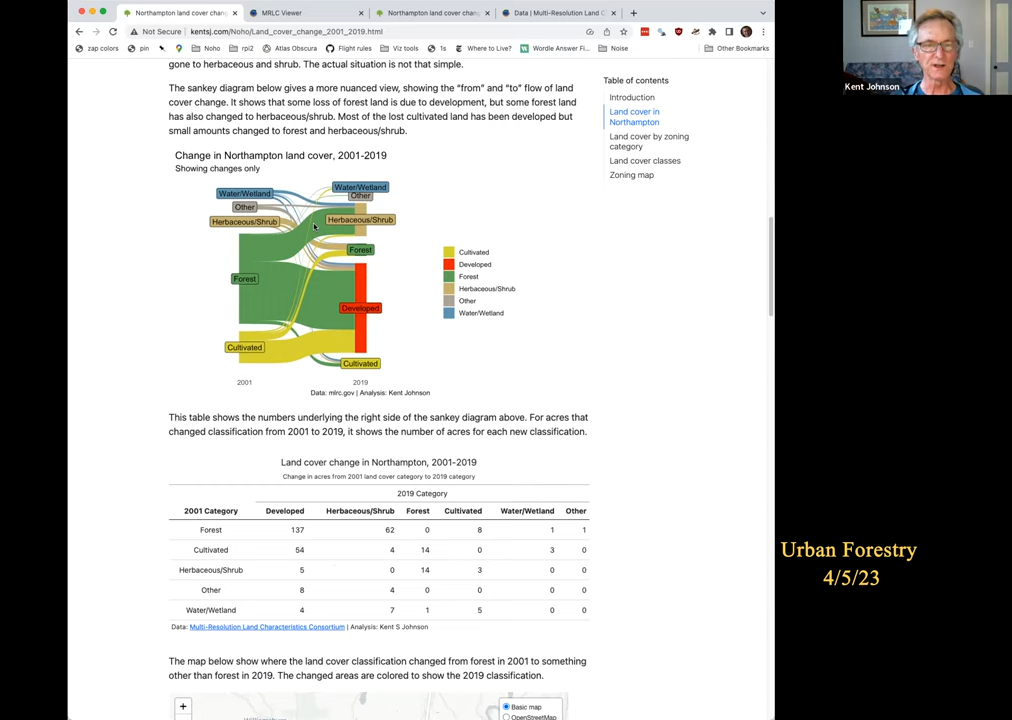 Northampton land cover chan
MRLC Viewer
Northampton land cover chan
Data | Multi-Resolution Land C
Not Secure | kentsj.com/Noho/Land_cover_change_2001_2019.html
zap colors
pin
Noho
rpi2
Atlas Obscura
Flight rules
Viz tools
1s
Where to Live?
Wordle Answer Fi...
Noise
Other Bookmarks
gone to herbaceous and shrub. The actual situation is not that simple.
The sankey diagram below gives a more nuanced view, showing the “from” and “to” flow of land
cover change. It shows that some loss of forest land is due to development, but some forest land
has also changed to herbaceous/shrub. Most of the lost cultivated land has been developed but
small amounts changed to forest and herbaceous/shrub.
Table of contents
Introduction
Land cover in
Northampton
Land cover by zoning
category
Land cover classes
Zoning map
Kent Johnson
Change in Northampton land cover, 2001-2019
Showing changes only
Water/Wetland
Other
Herbaceous/Shrub
Forest
Cultivated
Water/Wetland
Other
Herbaceous/Shrub
Forest
Developed
Cultivated
2001
2019
Cultivated
Developed
Forest
Herbaceous/Shrub
Other
Water/Wetland
Data: mlrc.gov | Analysis: Kent Johnson
This table shows the numbers underlying the right side of the sankey diagram above. For acres that
changed classification from 2001 to 2019, it shows the number of acres for each new classification.
Land cover change in Northampton, 2001-2019
Change in acres from 2001 land cover category to 2019 category
2019 Category
2001 Category Developed Herbaceous/Shrub Forest Cultivated Water/Wetland Other
Forest 137 62 0 8 1 1
Cultivated 54 4 14 0 3 0
Herbaceous/Shrub 5 0 14 3 0 0
Other 8 4 0 0 0 0
Water/Wetland 4 7 1 5 0 0
Data: Multi-Resolution Land Characteristics Consortium | Analysis: Kent S Johnson
The map below show where the land cover classification changed from forest in 2001 to something
other than forest in 2019. The changed areas are colored to show the 2019 classification.
+
Basic map
OpenStreetMap
Urban Forestry
4/5/23